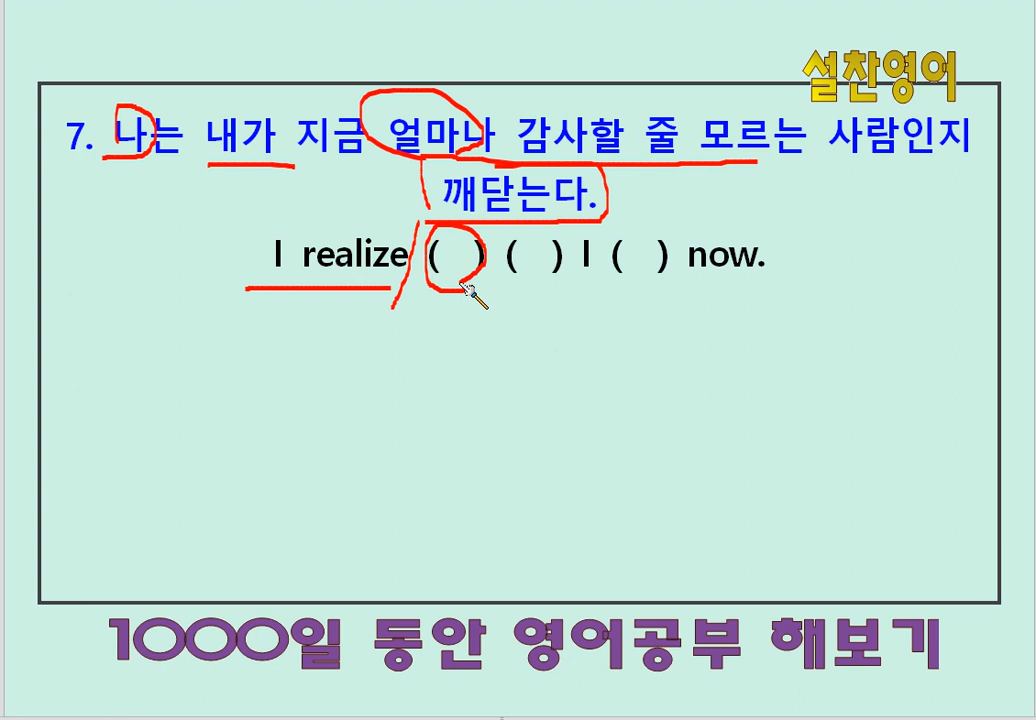 설찬영어
7. 나는 내가 지금 얼마나 감사할 줄 모르는 사람인지
깨닫는다.
I realize ( ) ( ) I ( ) now.
1000일 동안 영어공부 해보기